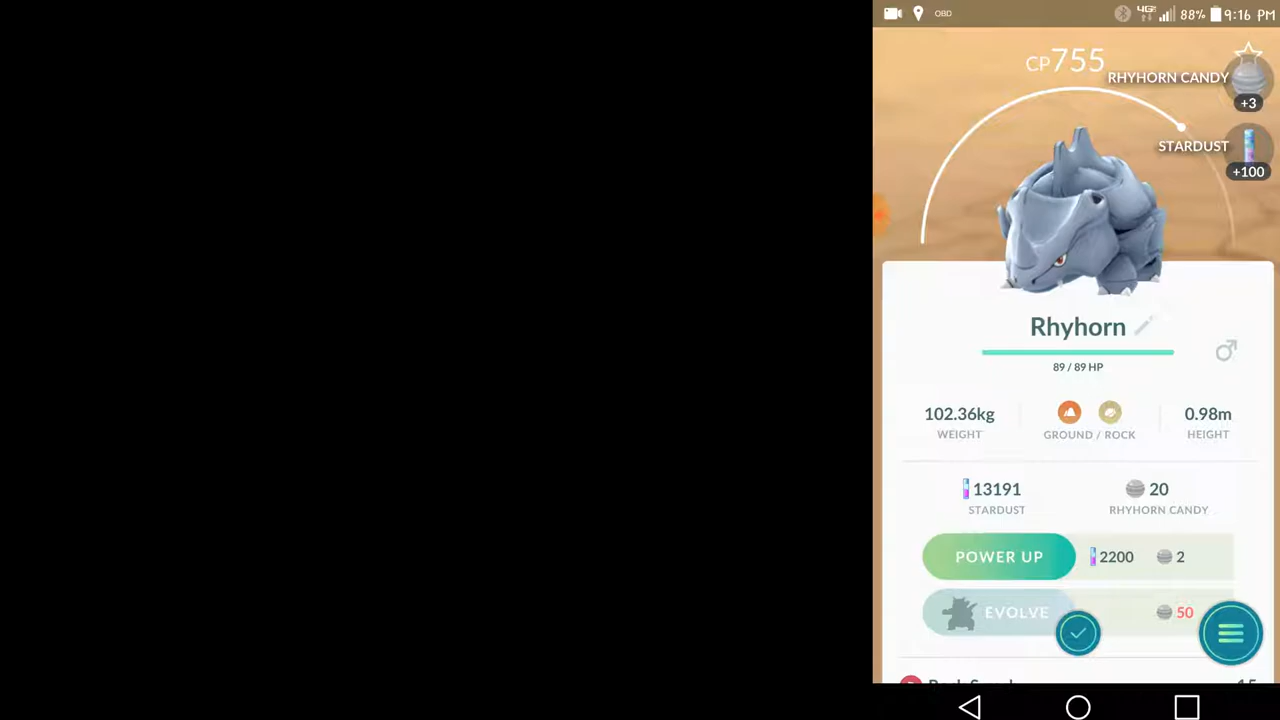 OBD 4G 88% 9:16 PM
CP755
RHYHORN CANDY
+3
STARDUST
+100
Rhyhorn
89 / 89 HP
102.36kg 0.98m
WEIGHT GROUND / ROCK HEIGHT
13191 20
STARDUST RHYHORN CANDY
POWER UP 2200 2
EVOLVE 50